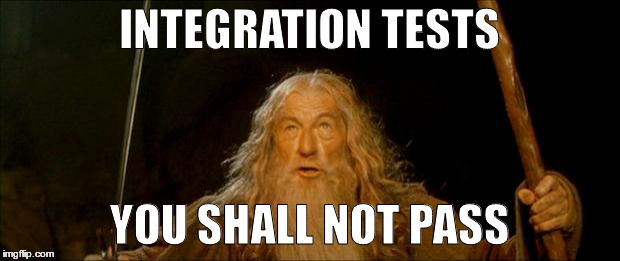 INTEGRATION TESTS
YOU SHALL NOT PASS
imgflip.com